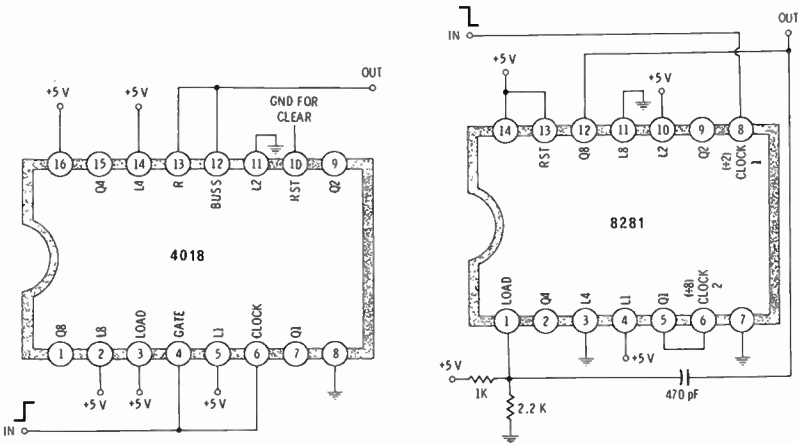 +5 V
+5 V
OUT
GND FOR
CLEAR
16
15
14
13
12
11
10
9
Q4
L4
R
BUSS
L2
RST
Q2
4018
Q8
L8
LOAD
GATE
L1
CLOCK
Q1
1
2
3
4
5
6
7
8
+5 V
+5 V
+5 V
IN
IN
OUT
+5 V
+5 V
14
13
12
11
10
9
8
RST
Q8
L8
L2
Q2
(÷2)
CLOCK
1
8281
LOAD
Q4
L4
L1
Q1
(÷8)
CLOCK
2
1
2
3
4
5
6
7
+5 V
+5 V
1K
2.2 K
470 pF